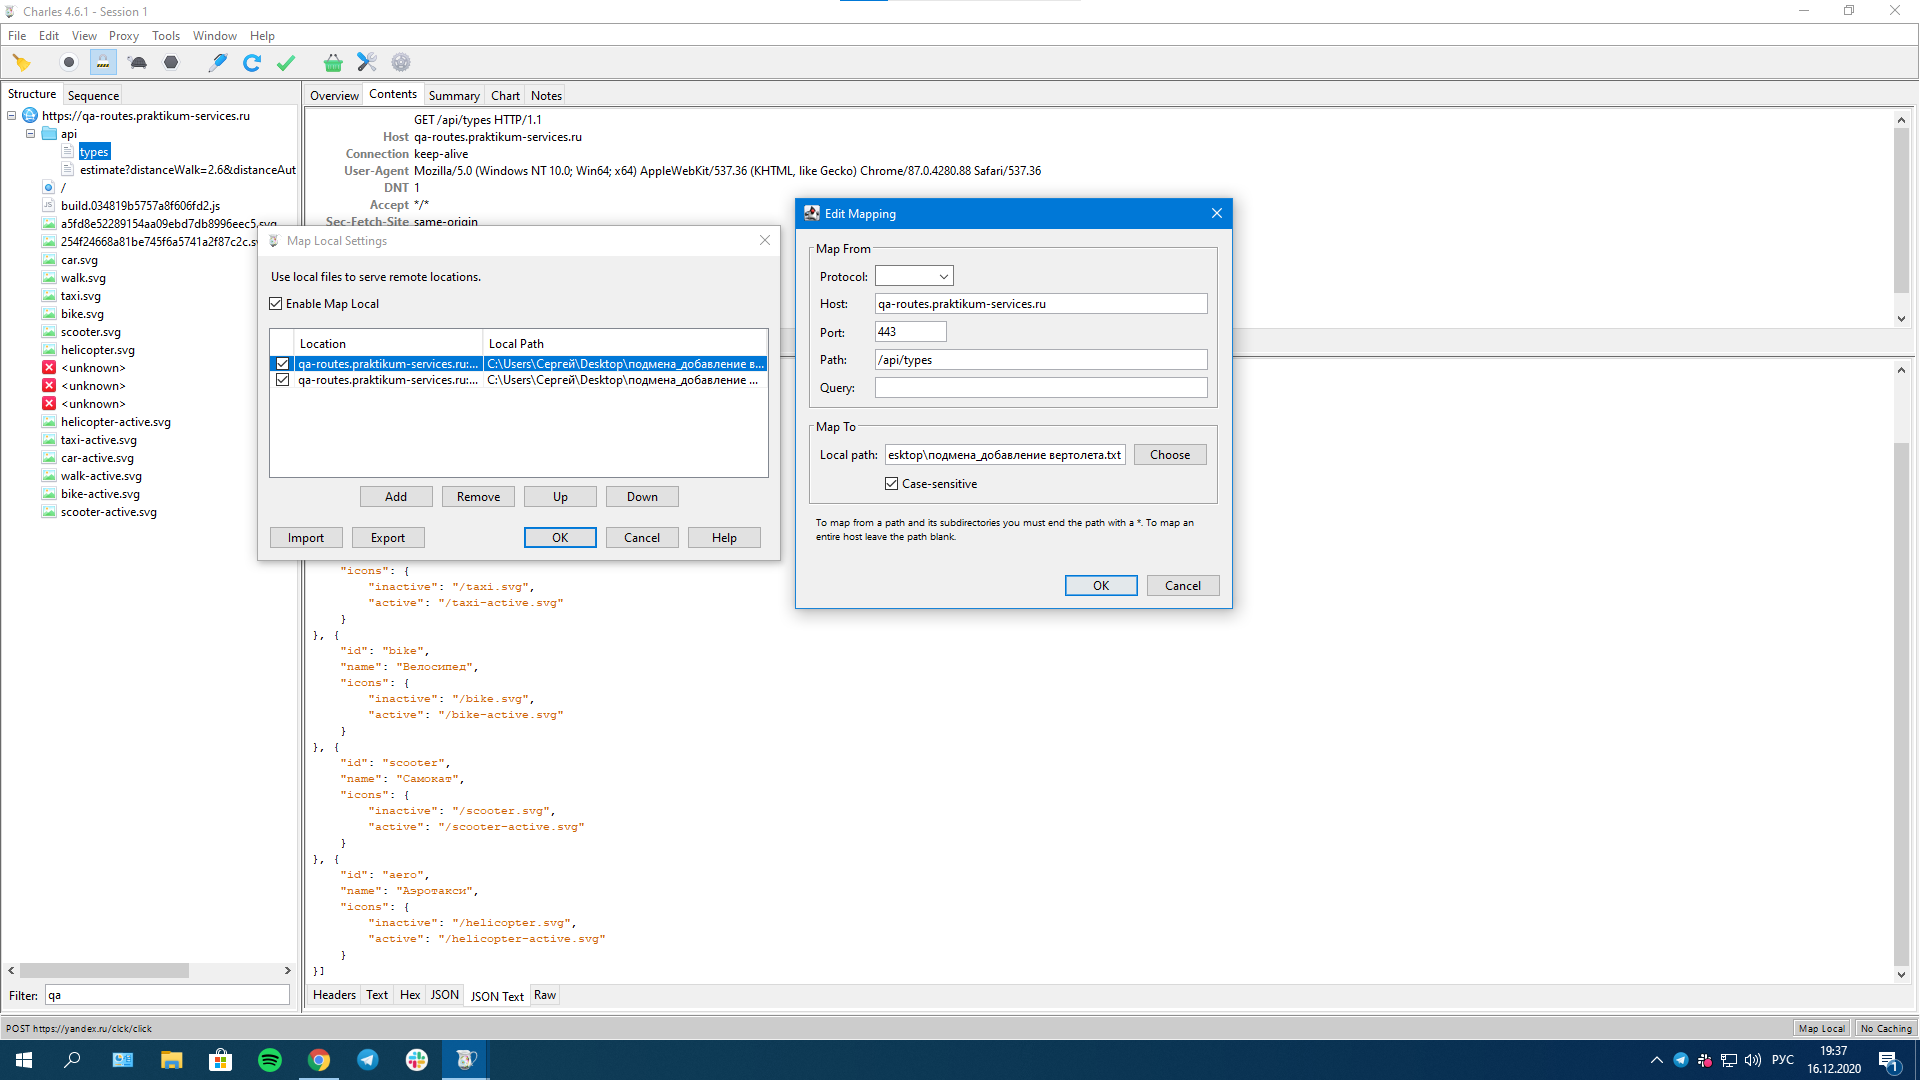 Charles 4.6.1 - Session 1
File Edit View Proxy Tools Window Help
Structure Sequence
https://qa-routes.praktikum-services.ru
api
types
estimate?distanceWalk=2.6&distanceAut
/
build.034819b5757a8f606fd2.js
a5fd8e52289154aa09ebd7db8996eec5.svg
254f24668a81be745f6a5741a2f87c2c.sv
car.svg
walk.svg
taxi.svg
bike.svg
scooter.svg
helicopter.svg
<unknown>
<unknown>
<unknown>
helicopter-active.svg
taxi-active.svg
car-active.svg
walk-active.svg
bike-active.svg
scooter-active.svg
Filter: qa
Overview Contents Summary Chart Notes
GET /api/types HTTP/1.1
Host qa-routes.praktikum-services.ru
Connection keep-alive
User-Agent Mozilla/5.0 (Windows NT 10.0; Win64; x64) AppleWebKit/537.36 (KHTML, like Gecko) Chrome/87.0.4280.88 Safari/537.36
DNT 1
Accept */*
Sec-Fetch-Site same-origin
Map Local Settings
Use local files to serve remote locations.
Enable Map Local
Location Local Path
qa-routes.praktikum-services.ru:... C:\Users\Сергей\Desktop\подмена_добавление в...
qa-routes.praktikum-services.ru:... C:\Users\Сергей\Desktop\подмена_добавление ...
Add Remove Up Down
Import Export OK Cancel Help
Edit Mapping
Map From
Protocol:
Host: qa-routes.praktikum-services.ru
Port: 443
Path: /api/types
Query:
Map To
Local path: esktop\подмена_добавление вертолета.txt Choose
Case-sensitive
To map from a path and its subdirectories you must end the path with a *. To map an
entire host leave the path blank.
OK Cancel
"icons": {
"inactive": "/taxi.svg",
"active": "/taxi-active.svg"
}
}, {
"id": "bike",
"name": "Велосипед",
"icons": {
"inactive": "/bike.svg",
"active": "/bike-active.svg"
}
}, {
"id": "scooter",
"name": "Самокат",
"icons": {
"inactive": "/scooter.svg",
"active": "/scooter-active.svg"
}
}, {
"id": "aero",
"name": "Аэротакси",
"icons": {
"inactive": "/helicopter.svg",
"active": "/helicopter-active.svg"
}
}]
Headers Text Hex JSON JSON Text Raw
POST https://yandex.ru/clck/click
Map Local No Caching
РУС
19:37
16.12.2020
1